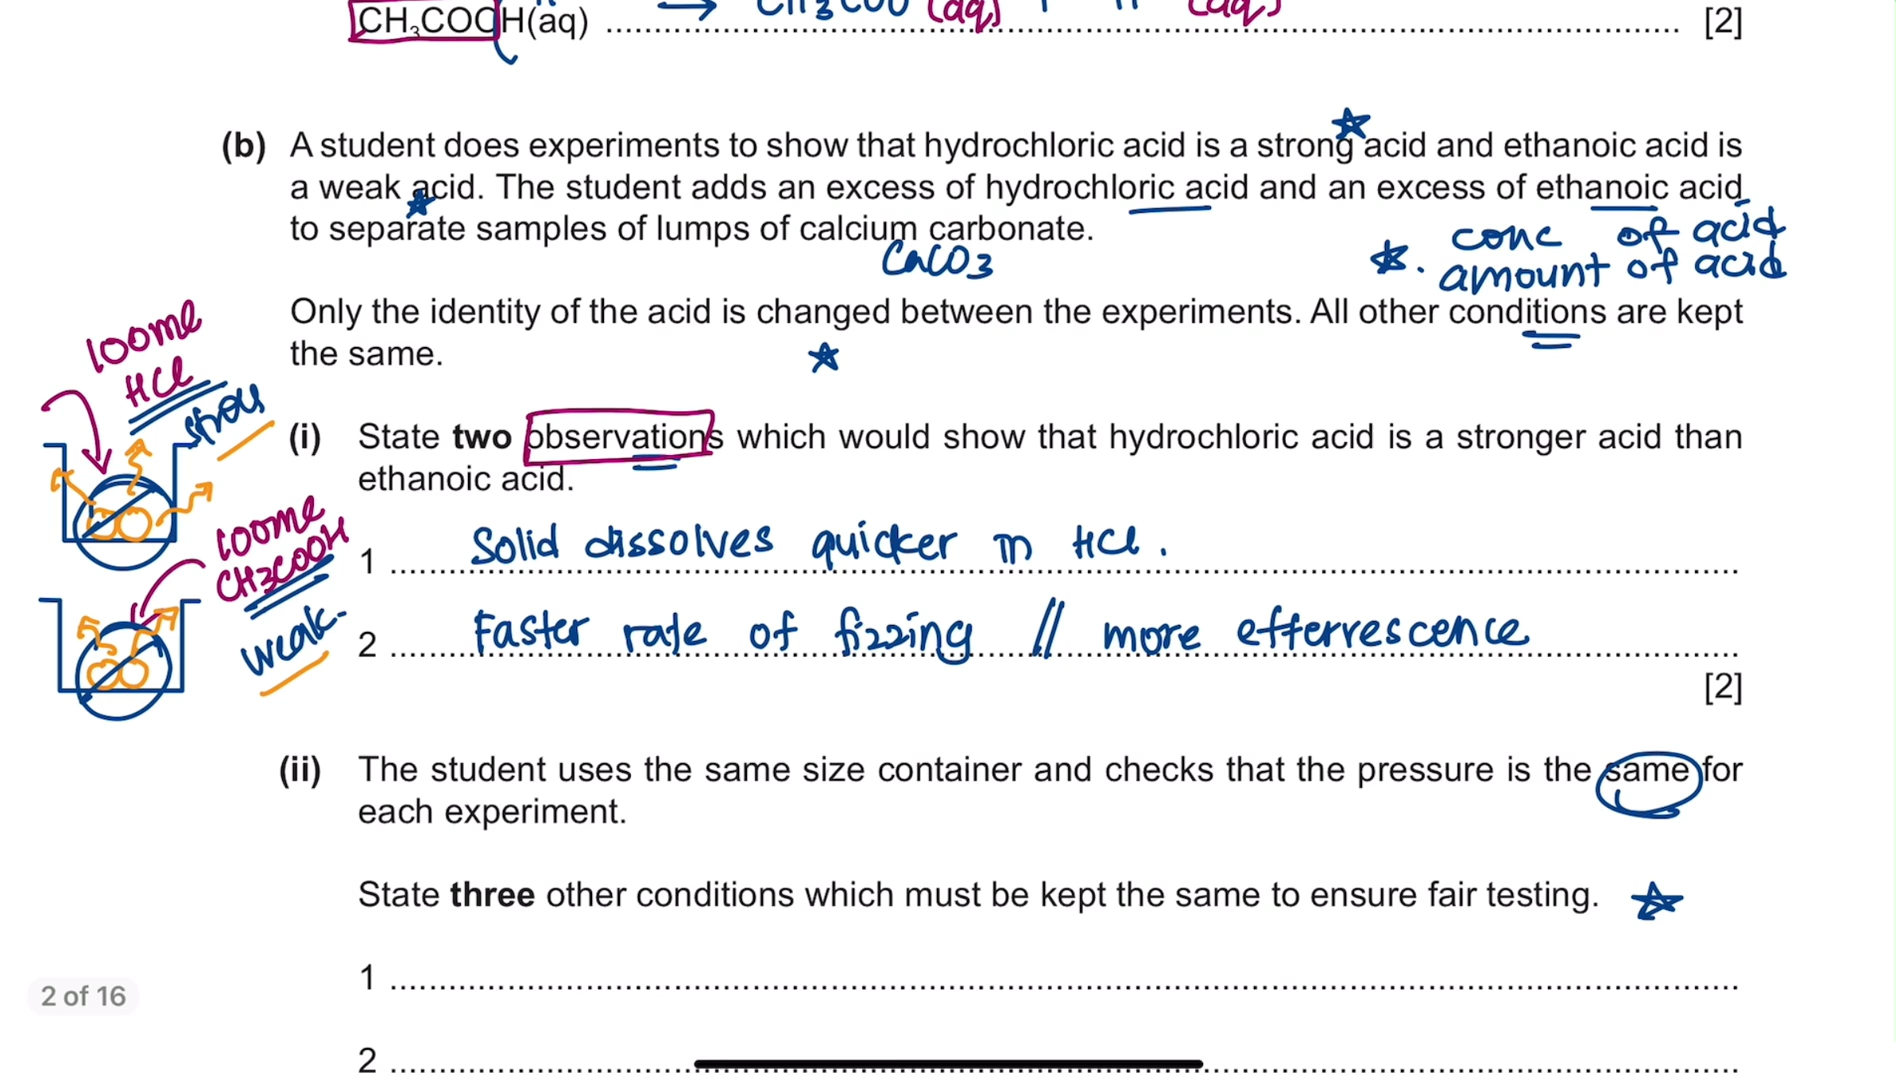 CH₃COOH(aq) → CH3COO⁻(aq) + H⁺(aq) [2]
(b) A student does experiments to show that hydrochloric acid is a strong acid and ethanoic acid is
a weak acid. The student adds an excess of hydrochloric acid and an excess of ethanoic acid
to separate samples of lumps of calcium carbonate.
conc of acid
CaCO3
amount of acid
Only the identity of the acid is changed between the experiments. All other conditions are kept
the same.
100ml
HCl
strong
(i) State two observations which would show that hydrochloric acid is a stronger acid than
ethanoic acid.
100ml
CH3COOH
weak
1 Solid dissolves quicker in HCl.
2 Faster rate of fizzing // more efferrescence
[2]
(ii) The student uses the same size container and checks that the pressure is the same for
each experiment.
State three other conditions which must be kept the same to ensure fair testing.
1
2 of 16
2